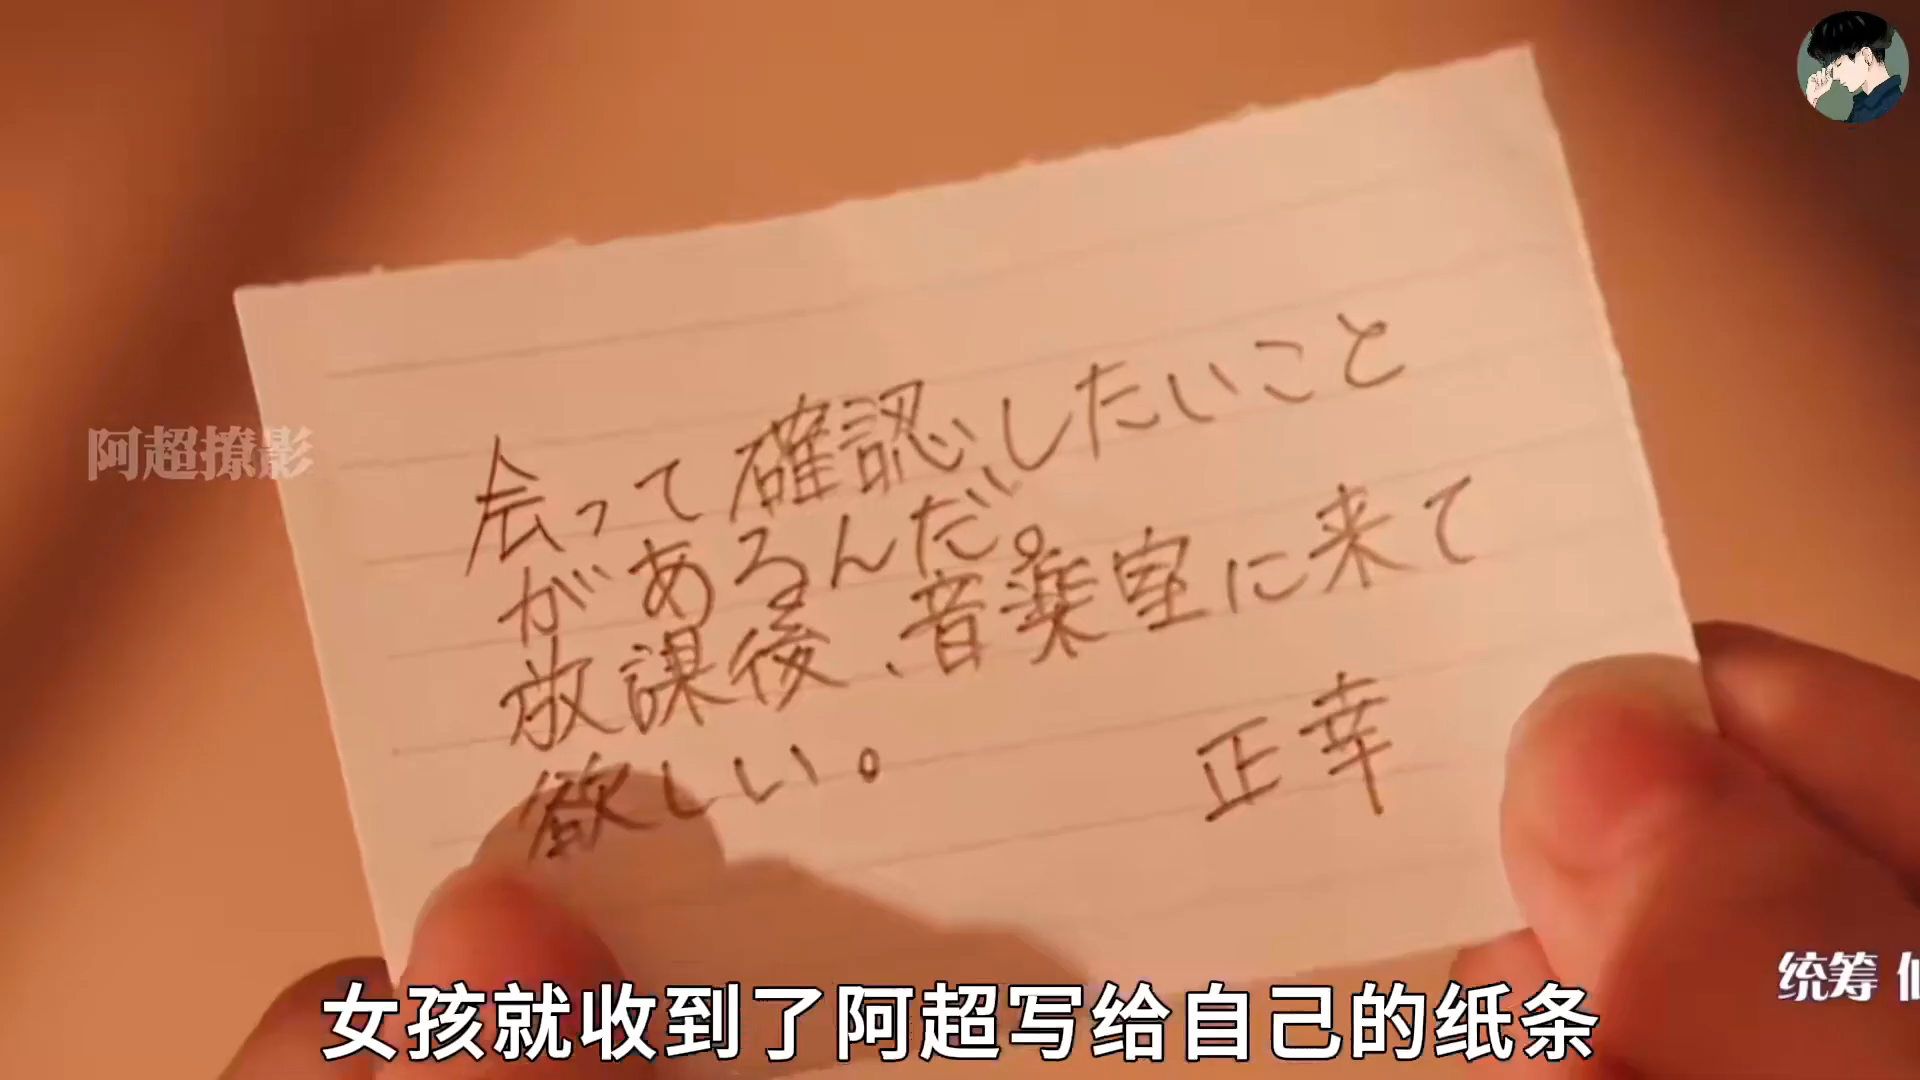 会って確認したいこと
があるんだ。
放課後、音楽室に来て
欲しい。
正幸
阿超撩影
统筹
女孩就收到了阿超写给自己的纸条